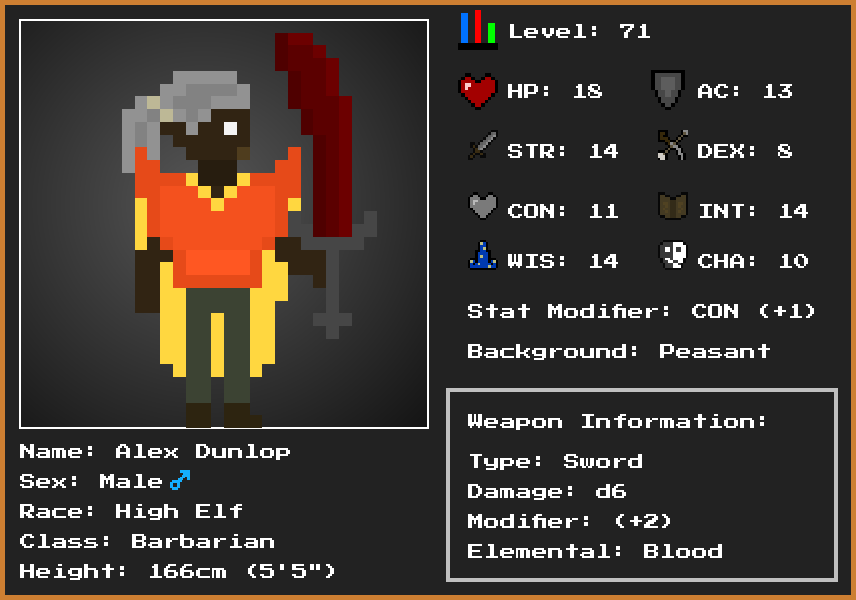 Level: 71
HP: 18
AC: 13
STR: 14
DEX: 8
CON: 11
INT: 14
WIS: 14
CHA: 10
Stat Modifier: CON (+1)
Background: Peasant
Weapon Information:
Type: Sword
Damage: d6
Modifier: (+2)
Elemental: Blood
Name: Alex Dunlop
Sex: Male ♂
Race: High Elf
Class: Barbarian
Height: 166cm (5'5")